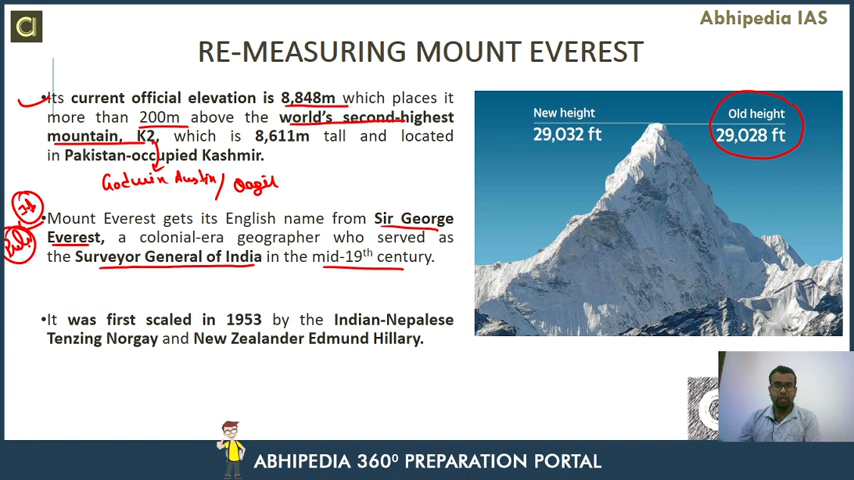 Abhipedia IAS
RE-MEASURING MOUNT EVEREST
•Its current official elevation is 8,848m which places it
more than 200m above the world's second-highest
mountain, K2, which is 8,611m tall and located
in Pakistan-occupied Kashmir.
Godwin Austin/
•Mount Everest gets its English name from Sir George
Everest, a colonial-era geographer who served as
the Surveyor General of India in the mid-19th century.
•It was first scaled in 1953 by the Indian-Nepalese
Tenzing Norgay and New Zealander Edmund Hillary.
New height
29,032 ft
Old height
29,028 ft
ABHIPEDIA 360⁰ PREPARATION PORTAL